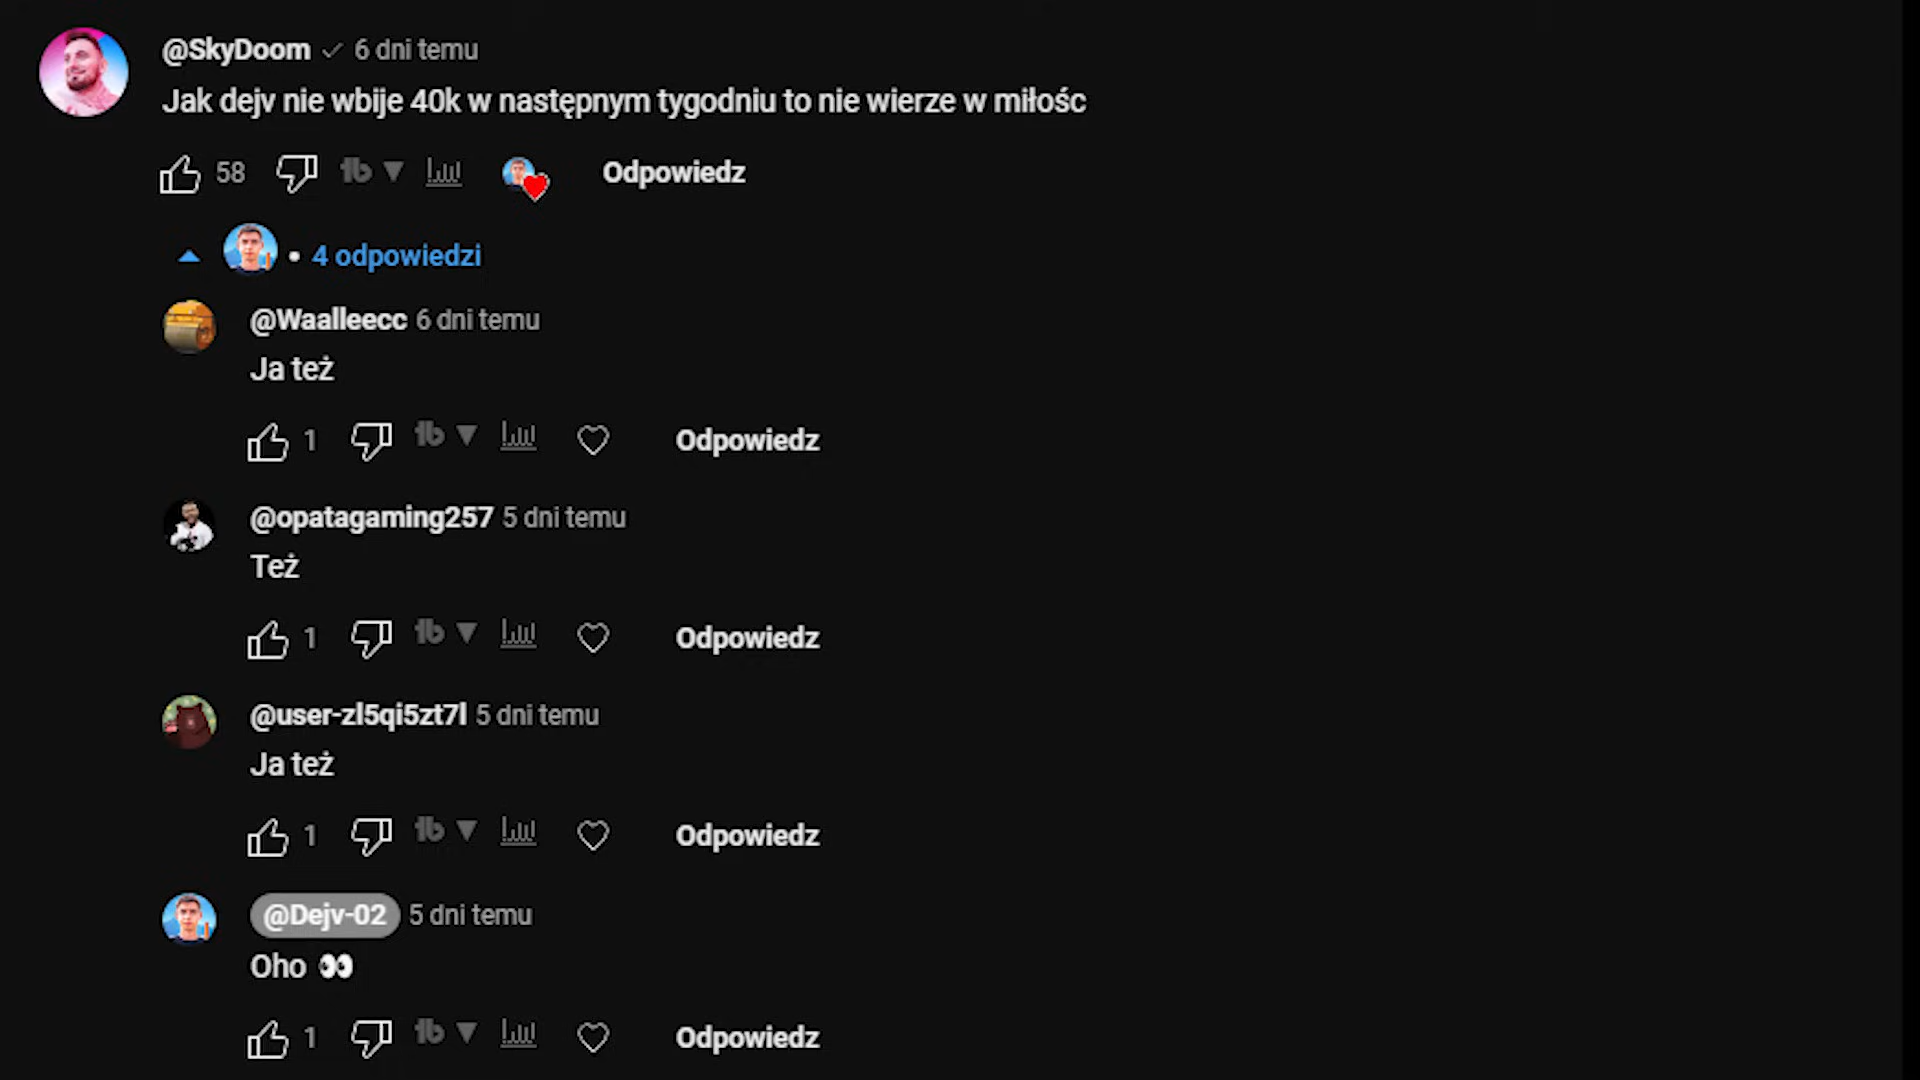 @SkyDoom ✓ 6 dni temu
Jak dejv nie wbije 40k w następnym tygodniu to nie wierze w miłośc
58 Odpowiedz
• 4 odpowiedzi
@Waalleecc 6 dni temu
Ja też
1 Odpowiedz
@opatagaming257 5 dni temu
Też
1 Odpowiedz
@user-zl5qi5zt7l 5 dni temu
Ja też
1 Odpowiedz
@Dejv-02 5 dni temu
Oho 👀
1 Odpowiedz